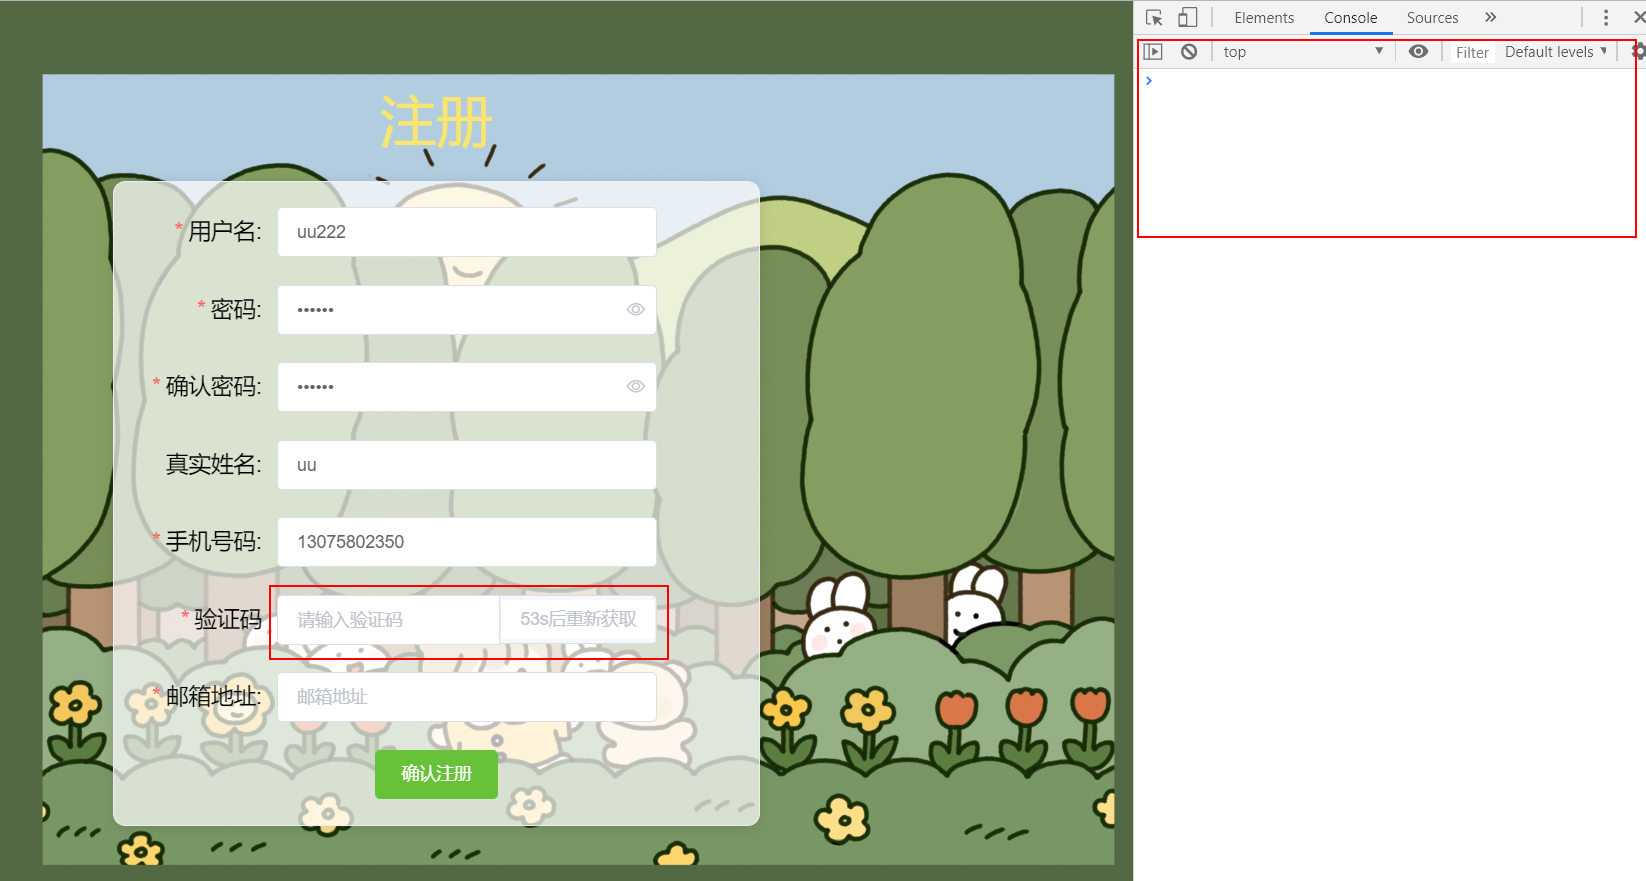 Elements Console Sources »
top Filter Default levels
注册
* 用户名: uu222
* 密码: ••••••
* 确认密码: ••••••
真实姓名: uu
* 手机号码: 13075802350
* 验证码 请输入验证码 53s后重新获取
* 邮箱地址: 邮箱地址
确认注册